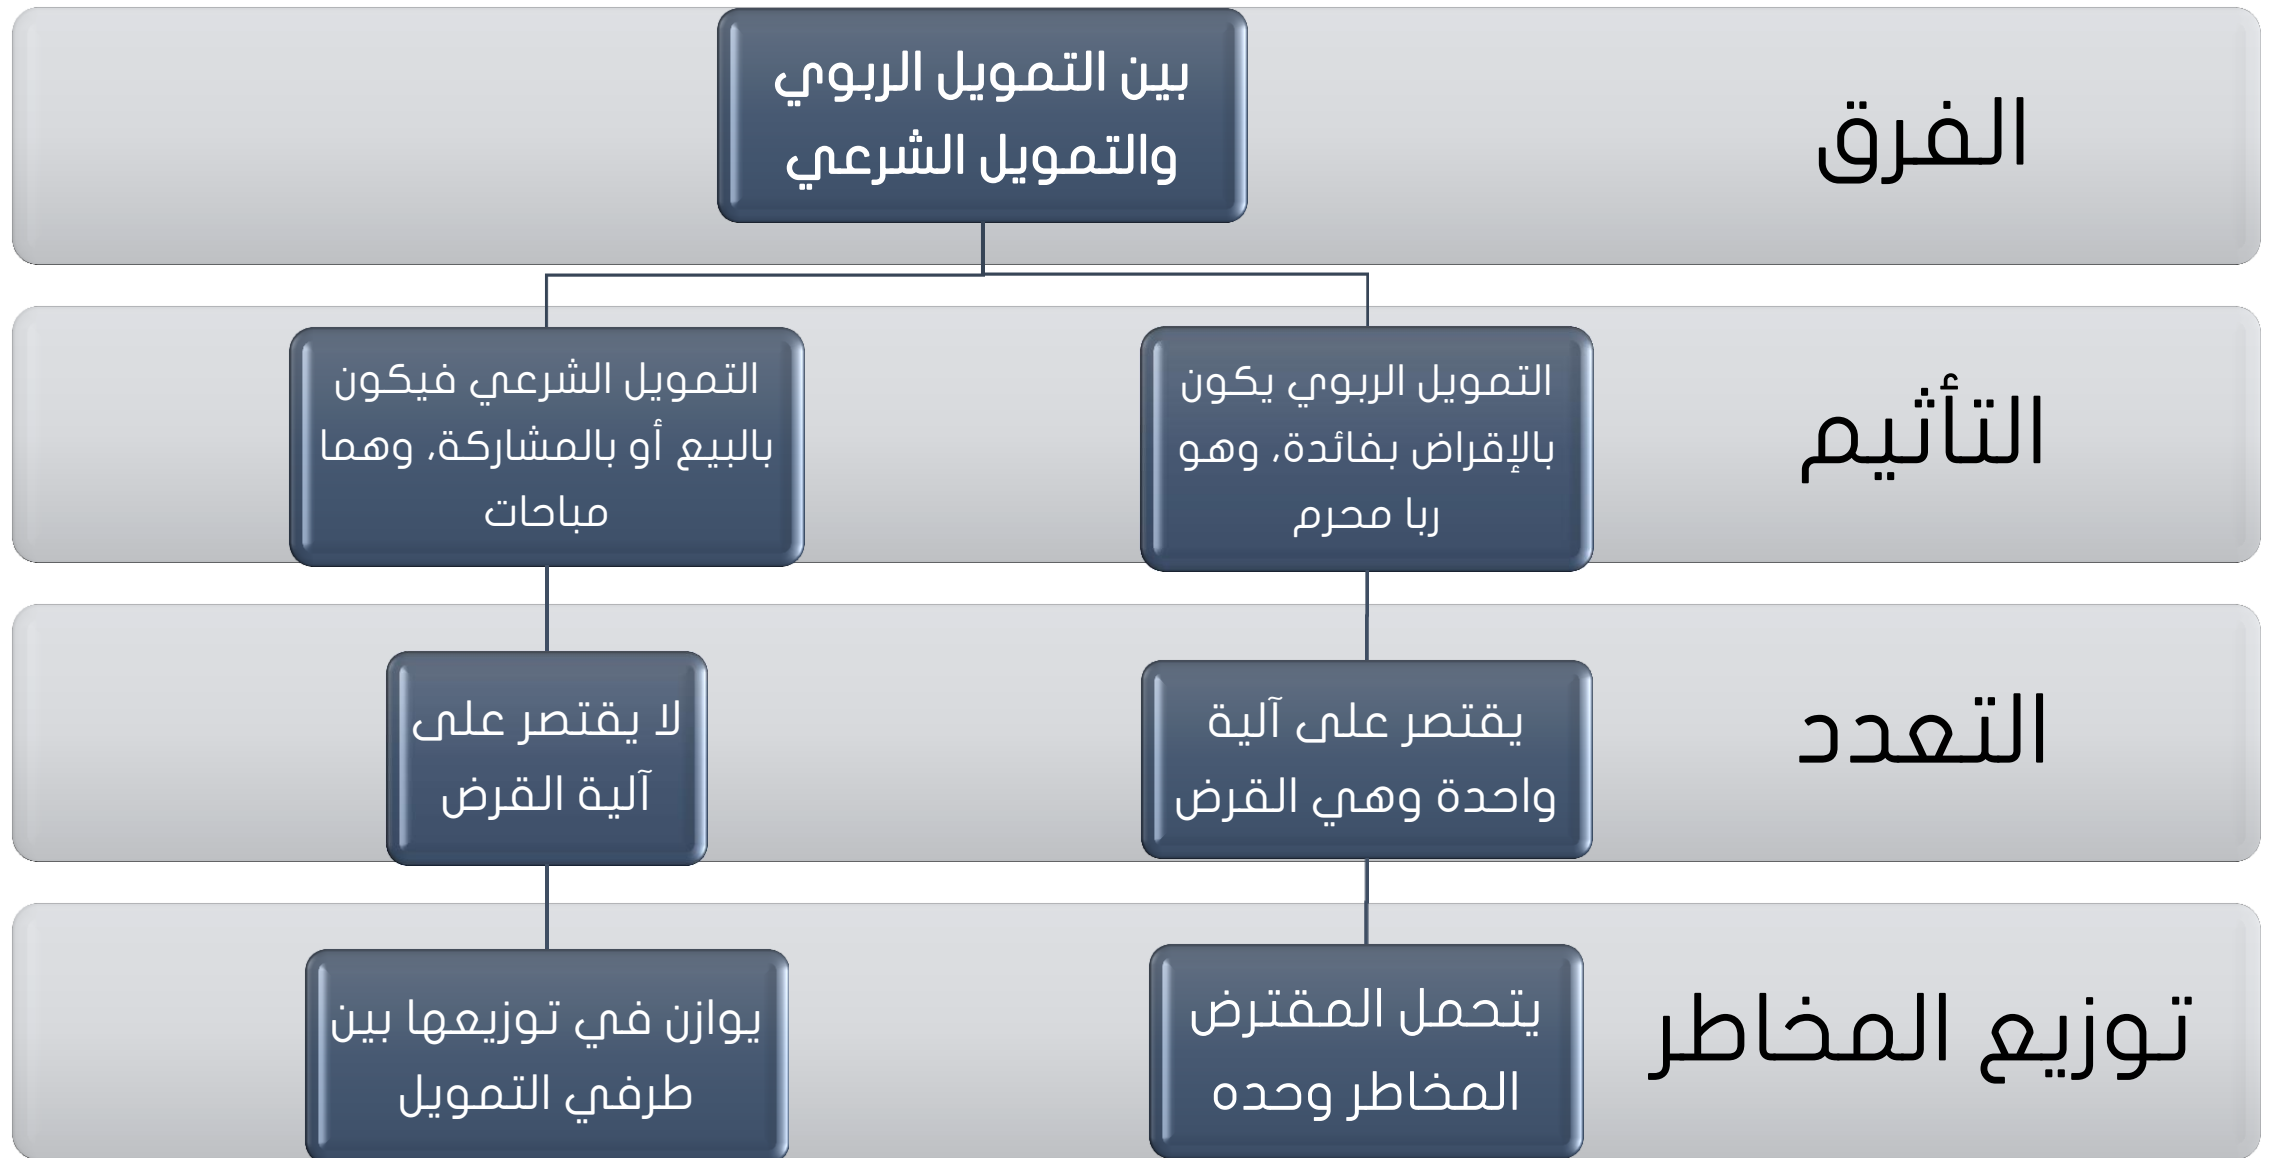 الفرق
بين التمويل الربوي
والتمويل الشرعي
التأثيم
التمويل الربوي يكون
بالإقراض بفائدة، وهو
ربا محرم
التمويل الشرعي فيكون
بالبيع أو بالمشاركة، وهما
مباحات
التعدد
يقتصر على آلية
واحدة وهي القرض
لا يقتصر على
آلية القرض
توزيع المخاطر
يتحمل المقترض
المخاطر وحده
يوازن في توزيعها بين
طرفي التمويل